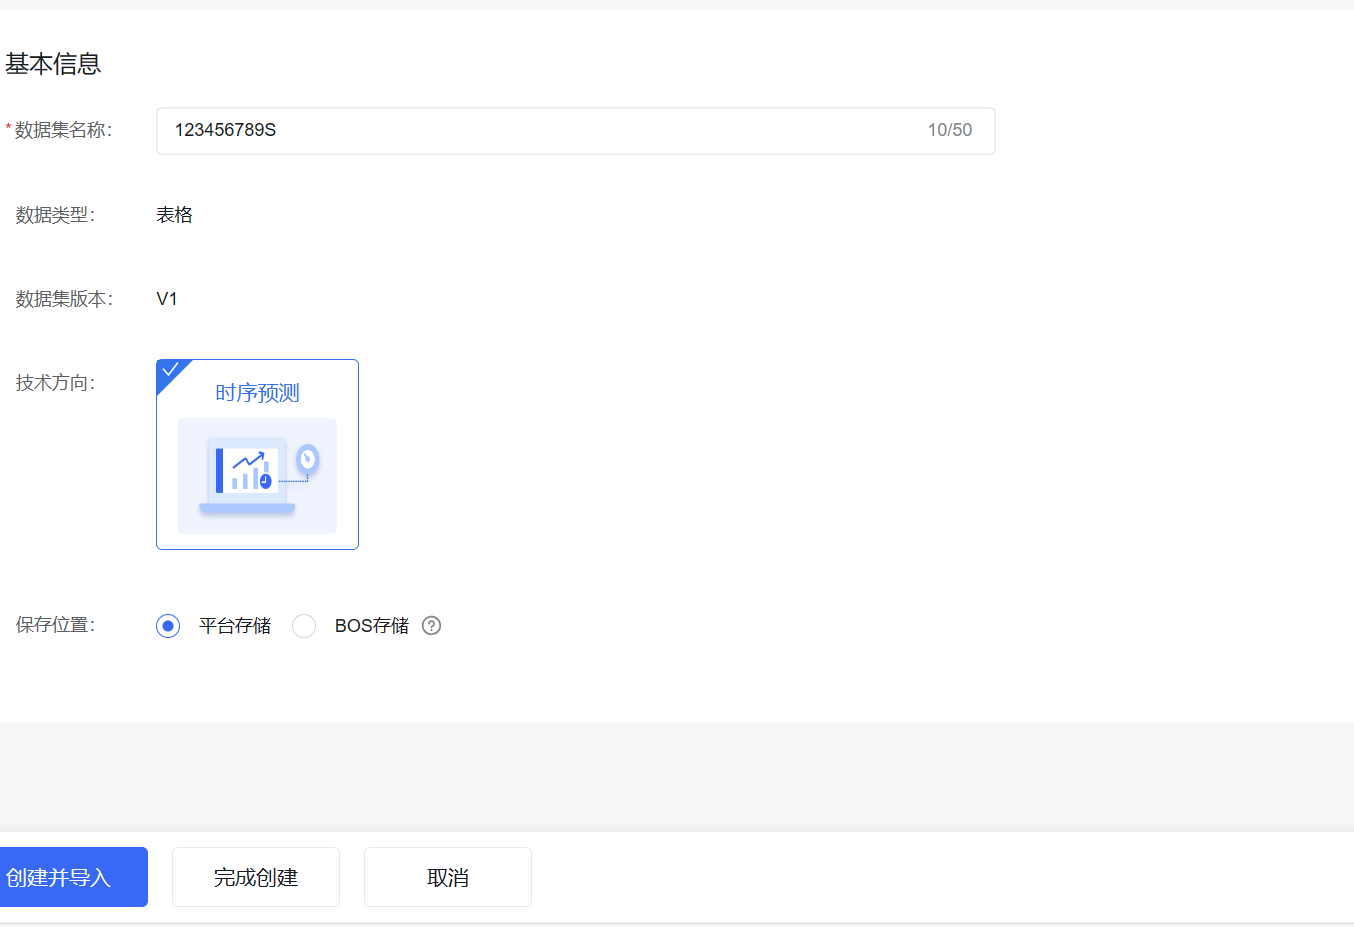 基本信息
*数据集名称： 123456789S 10/50
数据类型： 表格
数据集版本： V1
技术方向： 时序预测
保存位置： 平台存储 BOS存储 ?
创建并导入 完成创建 取消